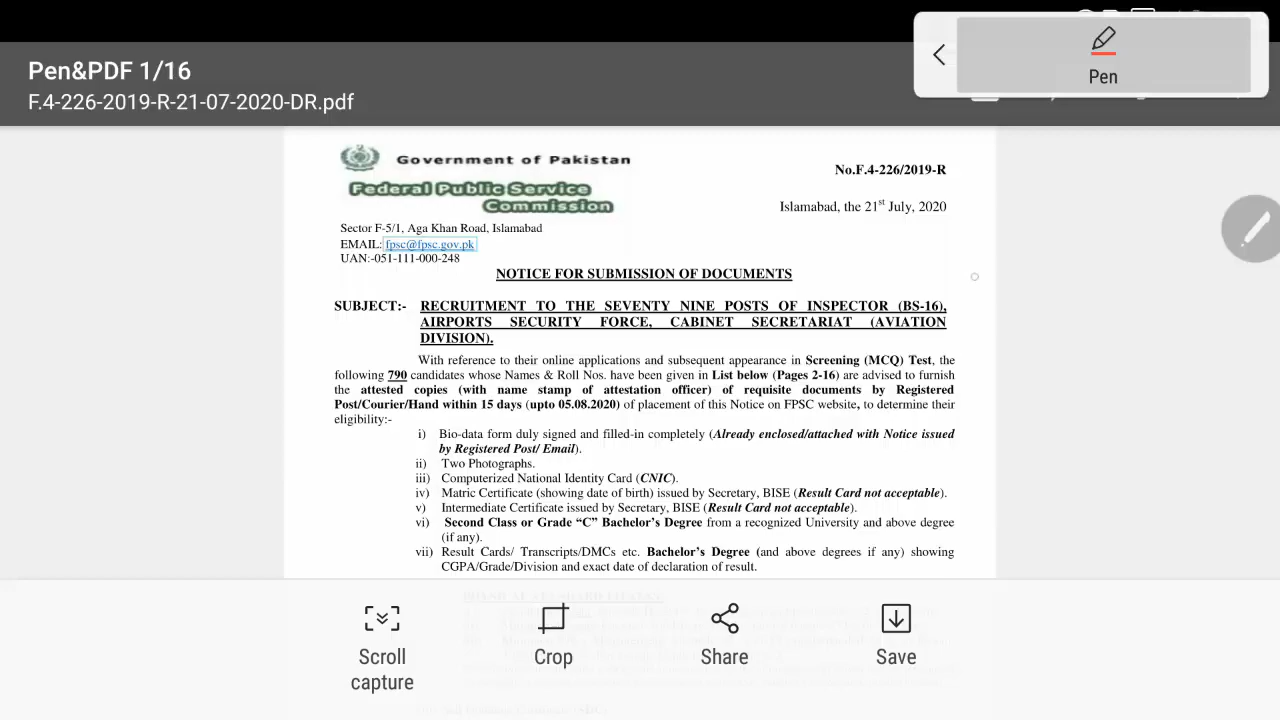 Pen&PDF 1/16
F.4-226-2019-R-21-07-2020-DR.pdf
Pen
Government of Pakistan
Federal Public Service
Commission
No.F.4-226/2019-R
Islamabad, the 21st July, 2020
Sector F-5/1, Aga Khan Road, Islamabad
EMAIL: fpsc@fpsc.gov.pk
UAN:-051-111-000-248
NOTICE FOR SUBMISSION OF DOCUMENTS
SUBJECT:- RECRUITMENT TO THE SEVENTY NINE POSTS OF INSPECTOR (BS-16),
AIRPORTS SECURITY FORCE, CABINET SECRETARIAT (AVIATION
DIVISION).
With reference to their online applications and subsequent appearance in Screening (MCQ) Test, the
following 790 candidates whose Names & Roll Nos. have been given in List below (Pages 2-16) are advised to furnish
the attested copies (with name stamp of attestation officer) of requisite documents by Registered
Post/Courier/Hand within 15 days (upto 05.08.2020) of placement of this Notice on FPSC website, to determine their
eligibility:-
i) Bio-data form duly signed and filled-in completely (Already enclosed/attached with Notice issued
by Registered Post/ Email).
ii) Two Photographs.
iii) Computerized National Identity Card (CNIC).
iv) Matric Certificate (showing date of birth) issued by Secretary, BISE (Result Card not acceptable).
v) Intermediate Certificate issued by Secretary, BISE (Result Card not acceptable).
vi) Second Class or Grade “C” Bachelor’s Degree from a recognized University and above degree
(if any).
vii) Result Cards/ Transcripts/DMCs etc. Bachelor’s Degree (and above degrees if any) showing
CGPA/Grade/Division and exact date of declaration of result.
Scroll
capture
Crop
Share
Save